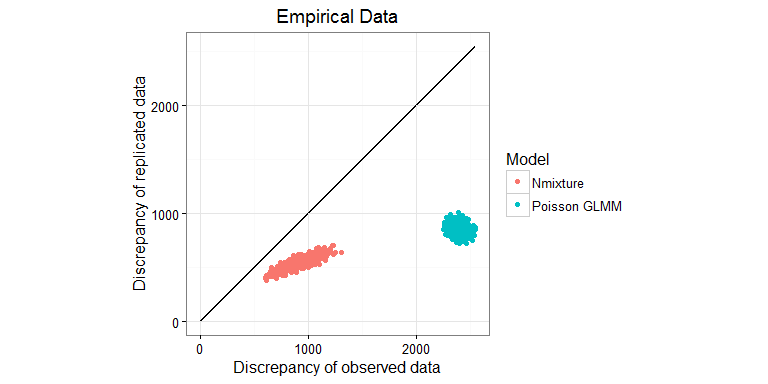 Empirical Data
Discrepancy of replicated data
2000
1000
0
0 1000 2000
Discrepancy of observed data
Model
Nmixture
Poisson GLMM